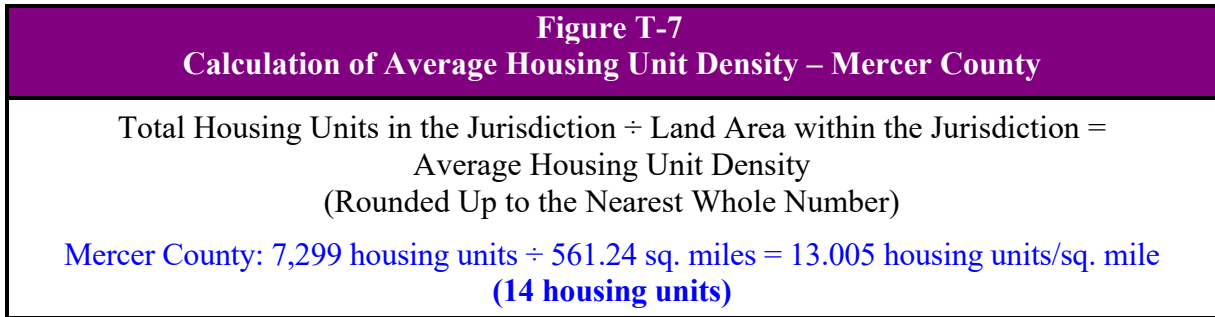 Figure T-7
Calculation of Average Housing Unit Density – Mercer County
Total Housing Units in the Jurisdiction ÷ Land Area within the Jurisdiction =
Average Housing Unit Density
(Rounded Up to the Nearest Whole Number)
Mercer County: 7,299 housing units ÷ 561.24 sq. miles = 13.005 housing units/sq. mile
(14 housing units)